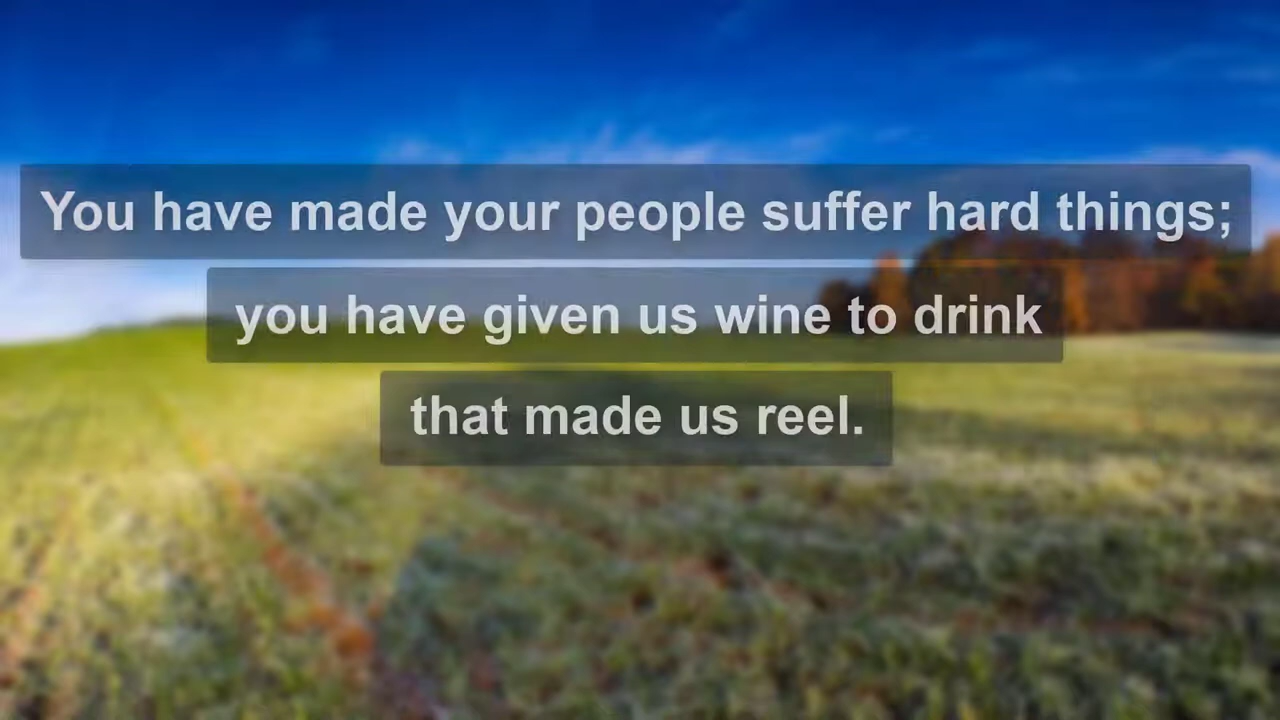 You have made your people suffer hard things;
you have given us wine to drink
that made us reel.